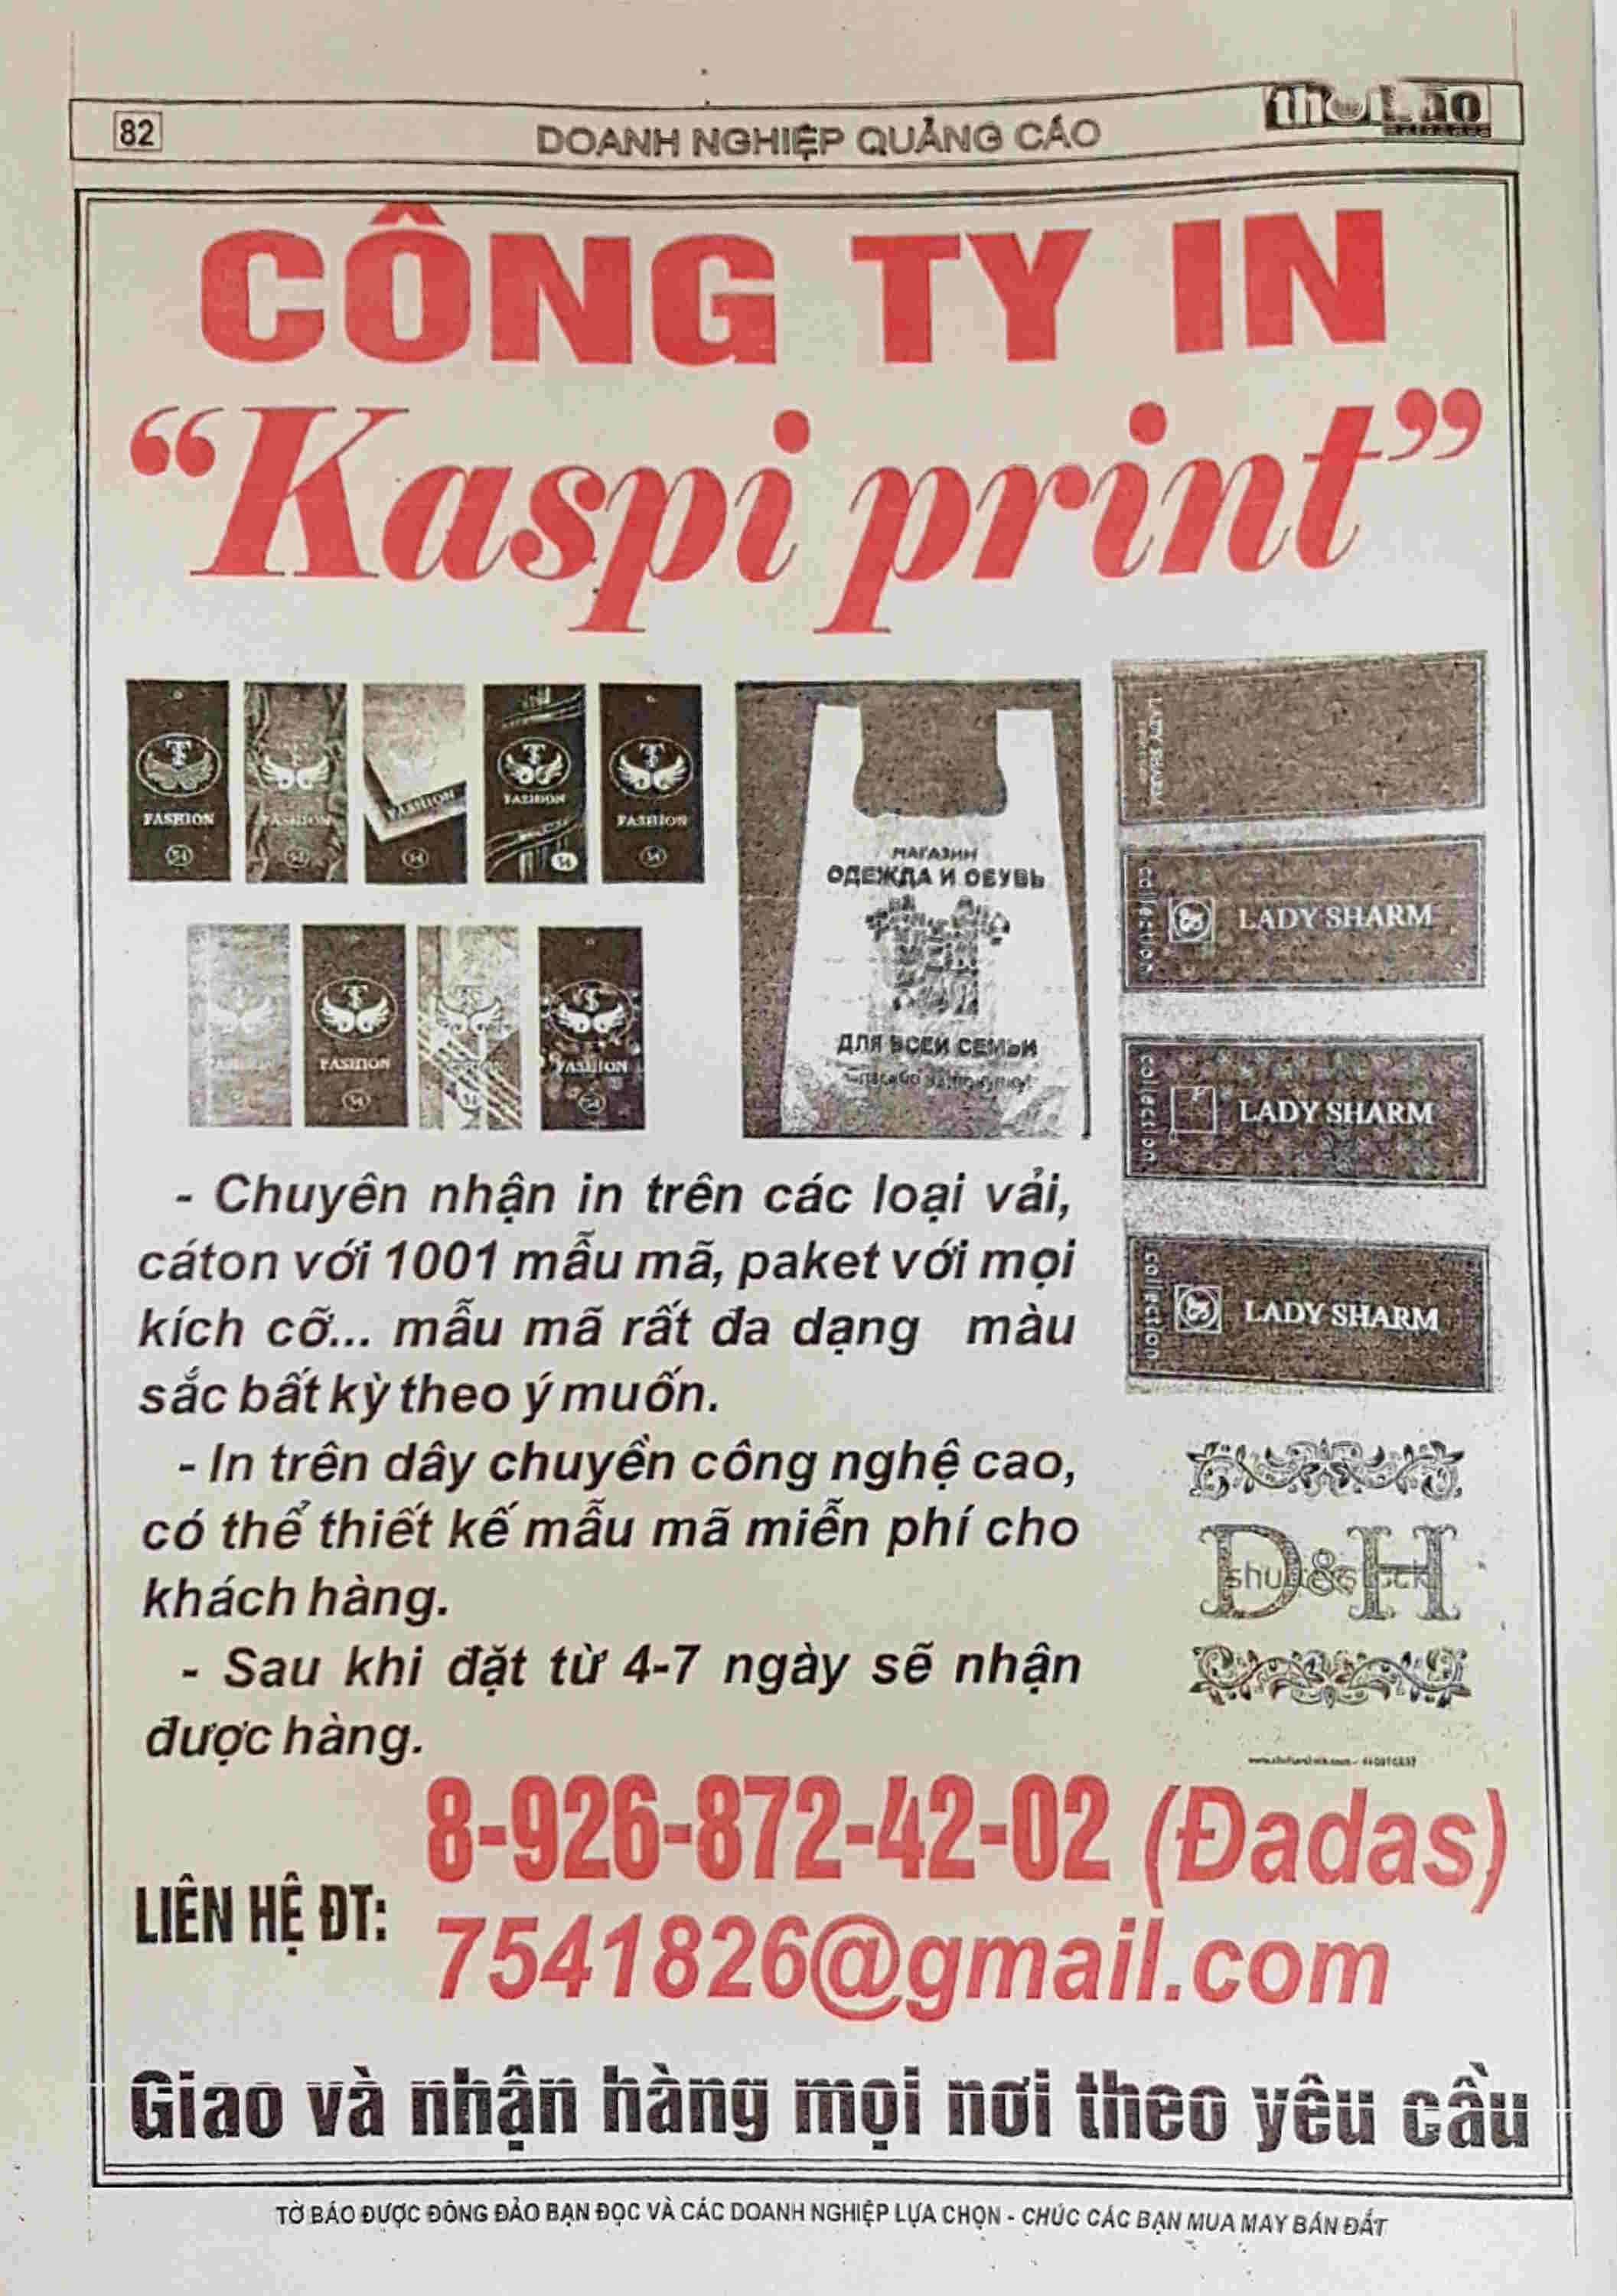 82
DOANH NGHIỆP QUẢNG CÁO
CÔNG TY IN
“Kaspi print”
FASHION
54
FASHION
54
FASHION
54
FASHION
54
FASHION
54
FASHION
FASHION
54
FASHION
54
МАГАЗИН
ОДЕЖДА И ОБУВЬ
ДЛЯ ВСЕЙ СЕМЬИ
LADY SHARM
collection
LADY SHARM
collection
LADY SHARM
collection
LADY SHARM
- Chuyên nhận in trên các loại vải,
cáton với 1001 mẫu mã, paket với mọi
kích cỡ... mẫu mã rất đa dạng màu
sắc bất kỳ theo ý muốn.
- In trên dây chuyền công nghệ cao,
có thể thiết kế mẫu mã miễn phí cho
khách hàng.
- Sau khi đặt từ 4-7 ngày sẽ nhận
được hàng.
D&H
LIÊN HỆ ĐT:
8-926-872-42-02 (Đadas)
7541826@gmail.com
Giao và nhận hàng mọi nơi theo yêu cầu
TỜ BÁO ĐƯỢC ĐÔNG ĐẢO BẠN ĐỌC VÀ CÁC DOANH NGHIỆP LỰA CHỌN - CHÚC CÁC BẠN MUA MAY BÁN ĐẮT